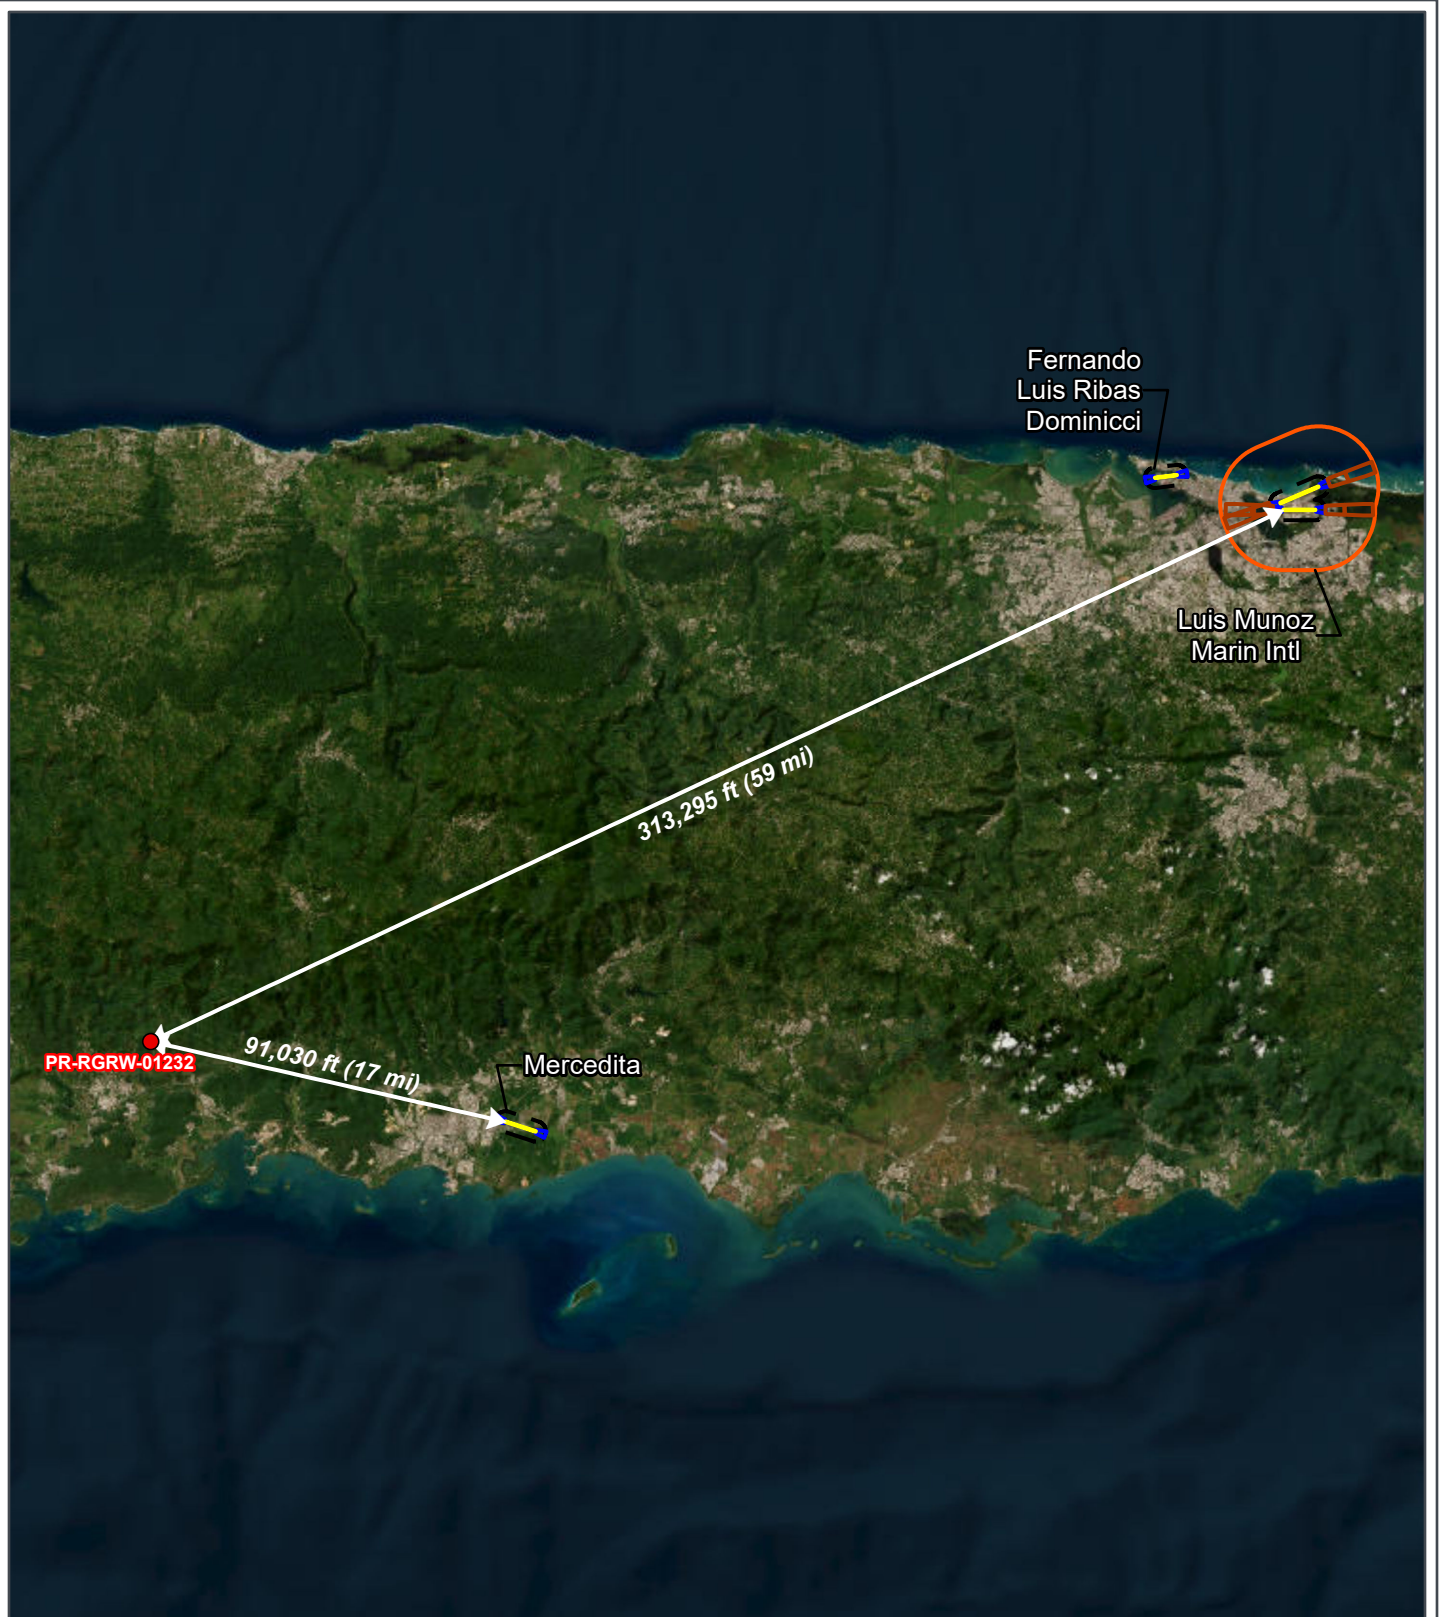 Fernando
Luis Ribas
Dominicci
Luis Munoz
Marin Intl
313,295 ft (59 mi)
91,030 ft (17 mi)
PR-RGRW-01232
Mercedita